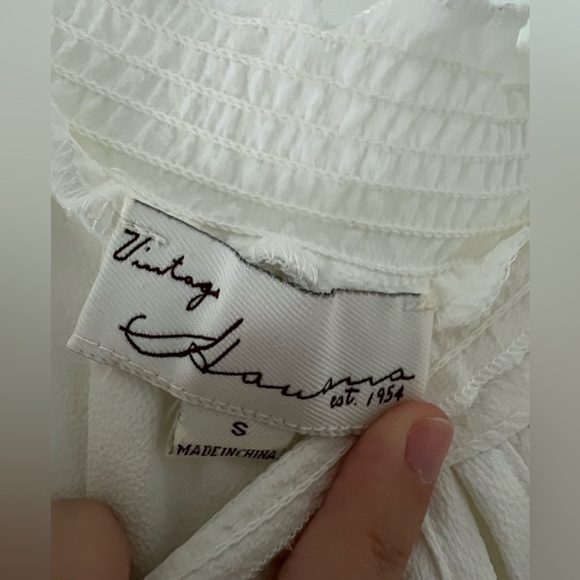 Vintage
Havana
est. 1954
S
MADE IN CHINA